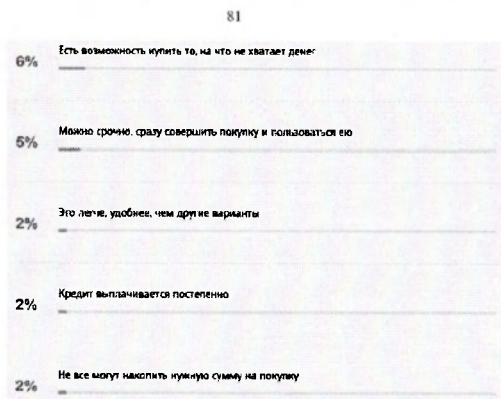 81
Есть возможность купить то, на что не хватает денег
6%
Можно срочно, сразу совершить покупку и пользоваться ею
5%
Это легче, удобнее, чем другие варианты
2%
Кредит выплачивается постепенно
2%
Не все могут накопить нужную сумму на покупку
2%